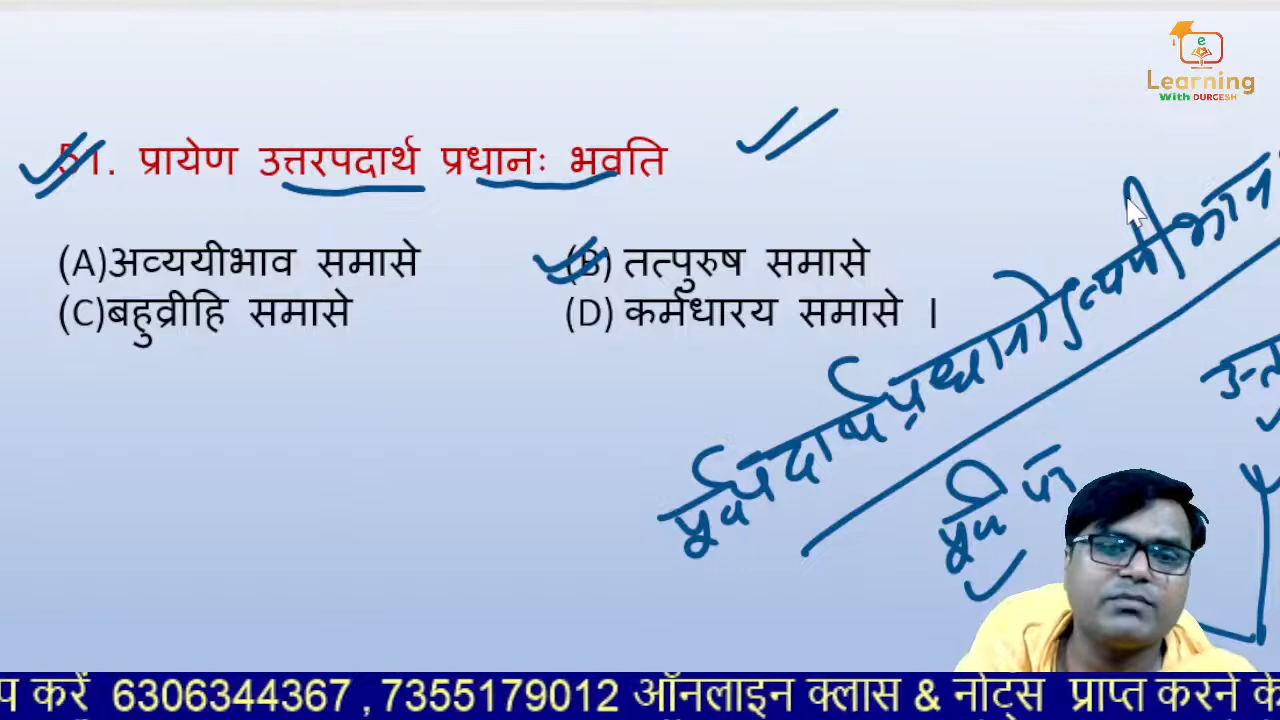 e
Learning
With DURGESH
51. प्रायेण उत्तरपदार्थ प्रधानः भवति
(A)अव्ययीभाव समासे
(B) तत्पुरुष समासे
(C)बहुव्रीहि समासे
(D) कर्मधारय समासे ।
पूर्वपदार्थप्रधानोऽव्ययीभाव
पूर्व पद
प करें 6306344367 ,7355179012 ऑनलाइन क्लास & नोट्स प्राप्त करने के